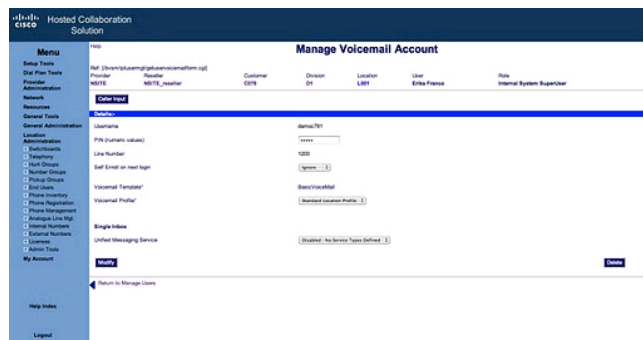 cisco
Hosted Collaboration
Solution
Menu
Setup Tools
Dial Plan Tools
Provider
Administration
Network
Resources
General Tools
General Administration
Location
Administration
Switchboards
Telephony
Hunt Groups
Number Groups
Pickup Groups
End Users
Phone Inventory
Phone Registration
Phone Management
Analogue Line Mgt.
Internal Numbers
External Numbers
Licenses
Admin Tools
My Account
Help Index
Logout
Help
Manage Voicemail Account
Provider Reseller Customer Division Location User Role
NSITE NSITE_reseller D1 L001 Erika France Internal System SuperUser
Caller Input
Details:-
Username
PIN (numeric values) *****
Line Number 1200
Self Enroll on next login Ignore
Voicemail Template* BasicVoiceMail
Voicemail Profile* Standard Location Profile
Single Inbox
Unified Messaging Service Disabled - No Service Types Defined
Modify Delete
Return to Manage Users